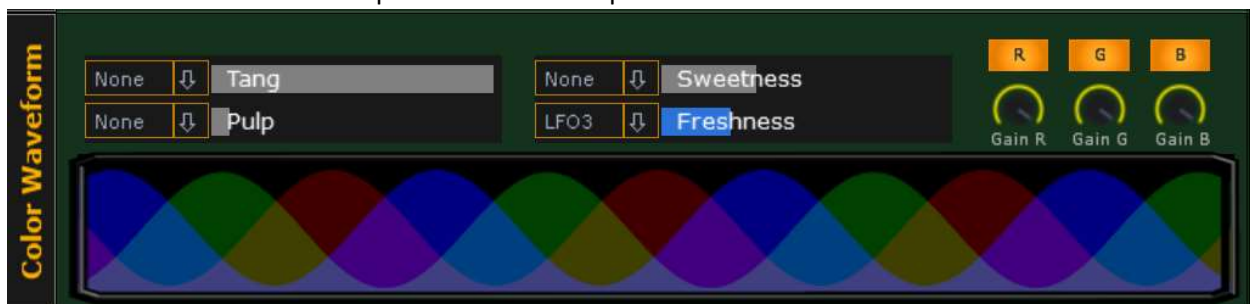 Color Waveform
None Tang
None Sweetness
None Pulp
LFO3 Freshness
R G B
Gain R Gain G Gain B